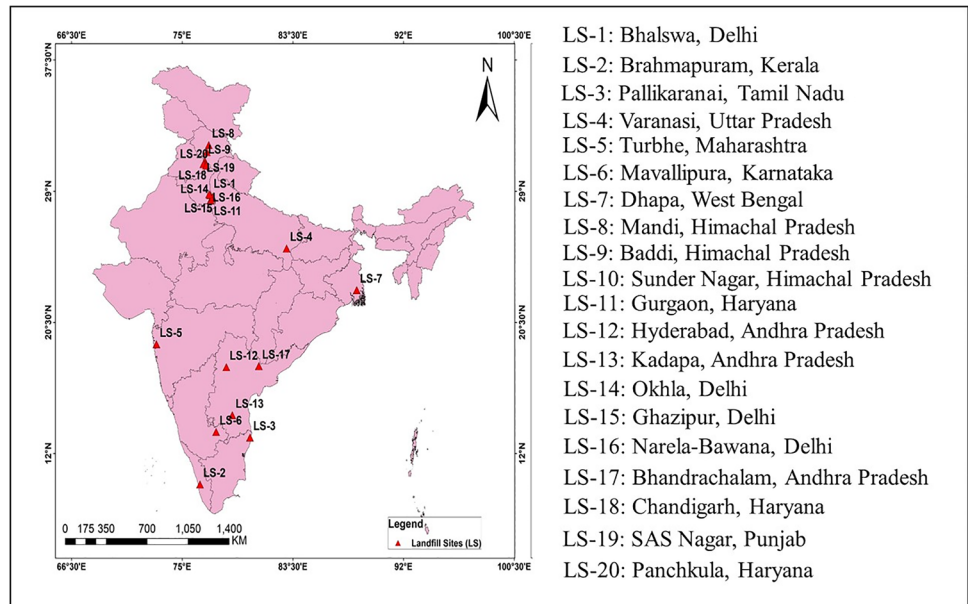 66°30'E 75°E 83°30'E 92°E 100°30'E
37°30'N
29°N
20°30'N
12°N
N
LS-8
LS-9
LS-20
LS-19
LS-18
LS-14
LS-1
LS-16
LS-15
LS-11
LS-4
LS-7
LS-5
LS-12
LS-17
LS-13
LS-6
LS-3
LS-2
0 175 350 700 1,050 1,400
KM
Legend
Landfill Sites (LS)
29°N
20°30'N
12°N
66°30'E 75°E 83°30'E 92°E 100°30'E
LS-1: Bhalswa, Delhi
LS-2: Brahmapuram, Kerala
LS-3: Pallikaranai, Tamil Nadu
LS-4: Varanasi, Uttar Pradesh
LS-5: Turbhe, Maharashtra
LS-6: Mavallipura, Karnataka
LS-7: Dhapa, West Bengal
LS-8: Mandi, Himachal Pradesh
LS-9: Baddi, Himachal Pradesh
LS-10: Sunder Nagar, Himachal Pradesh
LS-11: Gurgaon, Haryana
LS-12: Hyderabad, Andhra Pradesh
LS-13: Kadapa, Andhra Pradesh
LS-14: Okhla, Delhi
LS-15: Ghazipur, Delhi
LS-16: Narela-Bawana, Delhi
LS-17: Bhandrachalam, Andhra Pradesh
LS-18: Chandigarh, Haryana
LS-19: SAS Nagar, Punjab
LS-20: Panchkula, Haryana